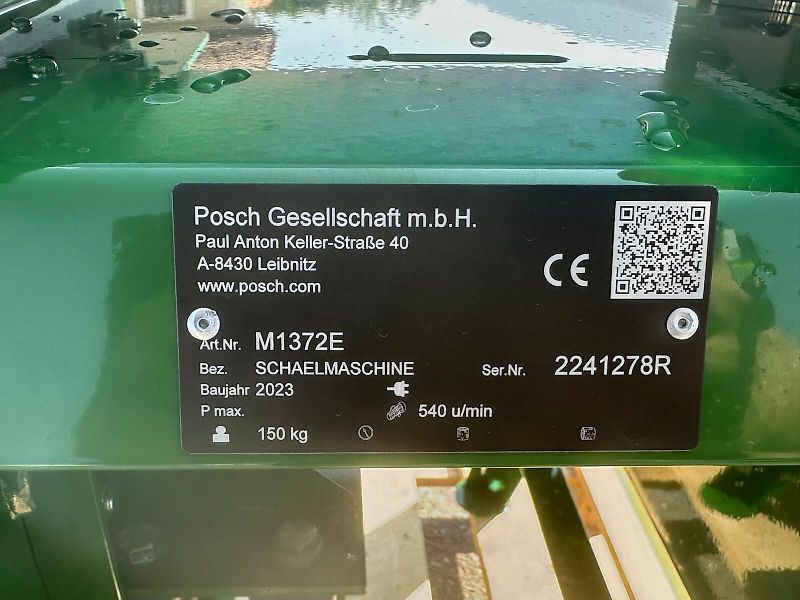 Posch Gesellschaft m.b.H.
Paul Anton Keller-Straße 40
A-8430 Leibnitz
www.posch.com
CE
Art.Nr. M1372E
Bez. SCHAELMASCHINE Ser.Nr. 2241278R
Baujahr 2023
P max. 540 u/min
150 kg